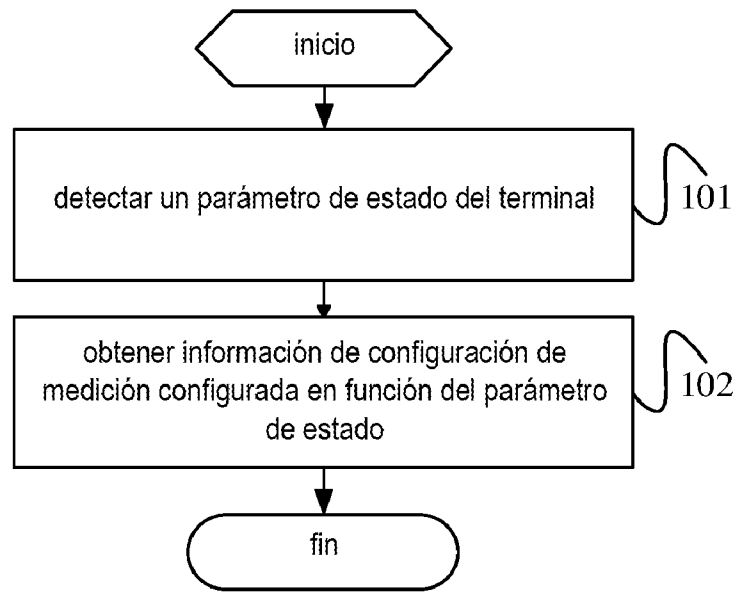 inicio
detectar un parámetro de estado del terminal
101
obtener información de configuración de
medición configurada en función del parámetro
de estado
102
fin